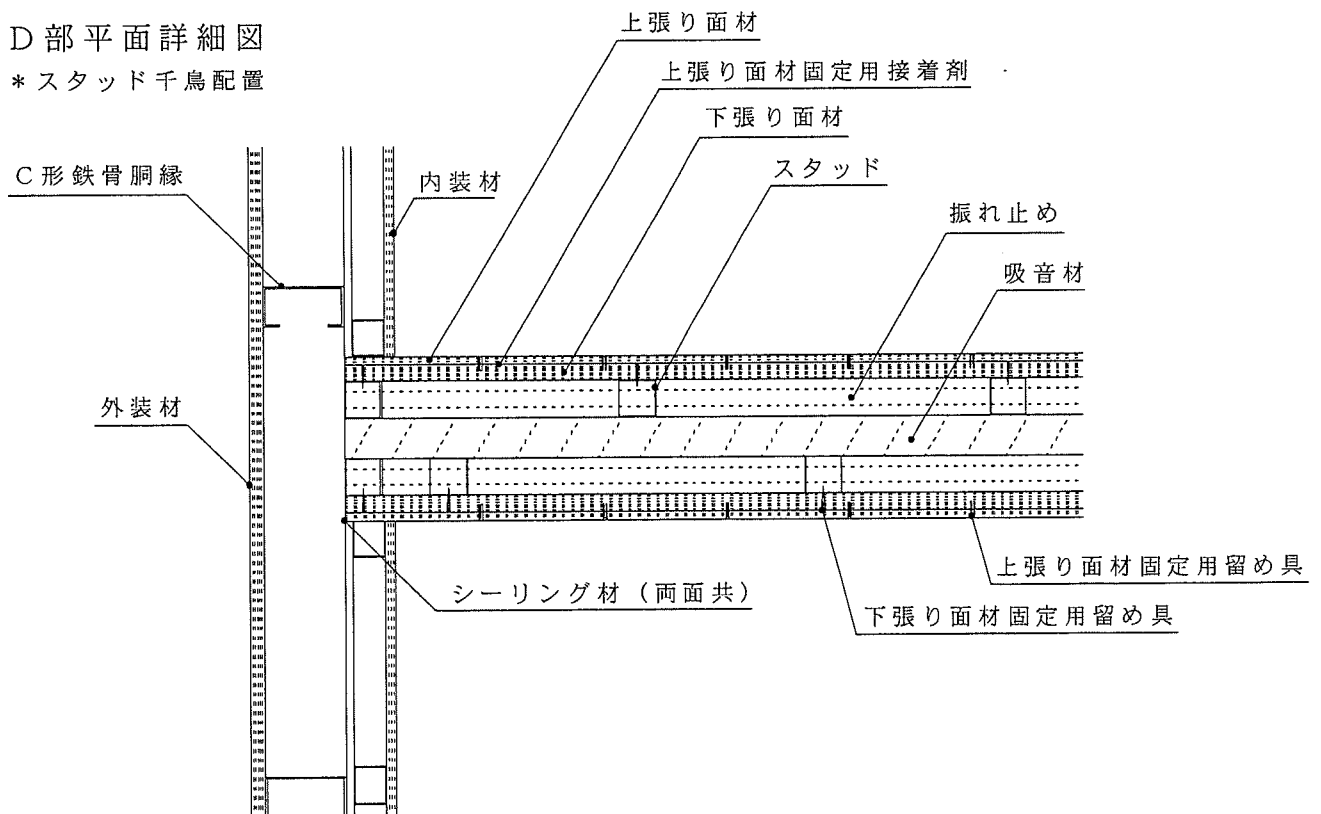 D部平面詳細図
*スタッド千鳥配置
上張り面材
上張り面材固定用接着剤
下張り面材
スタッド
C形鉄骨胴縁
内装材
振れ止め
吸音材
外装材
シーリング材（両面共）
上張り面材固定用留め具
下張り面材固定用留め具